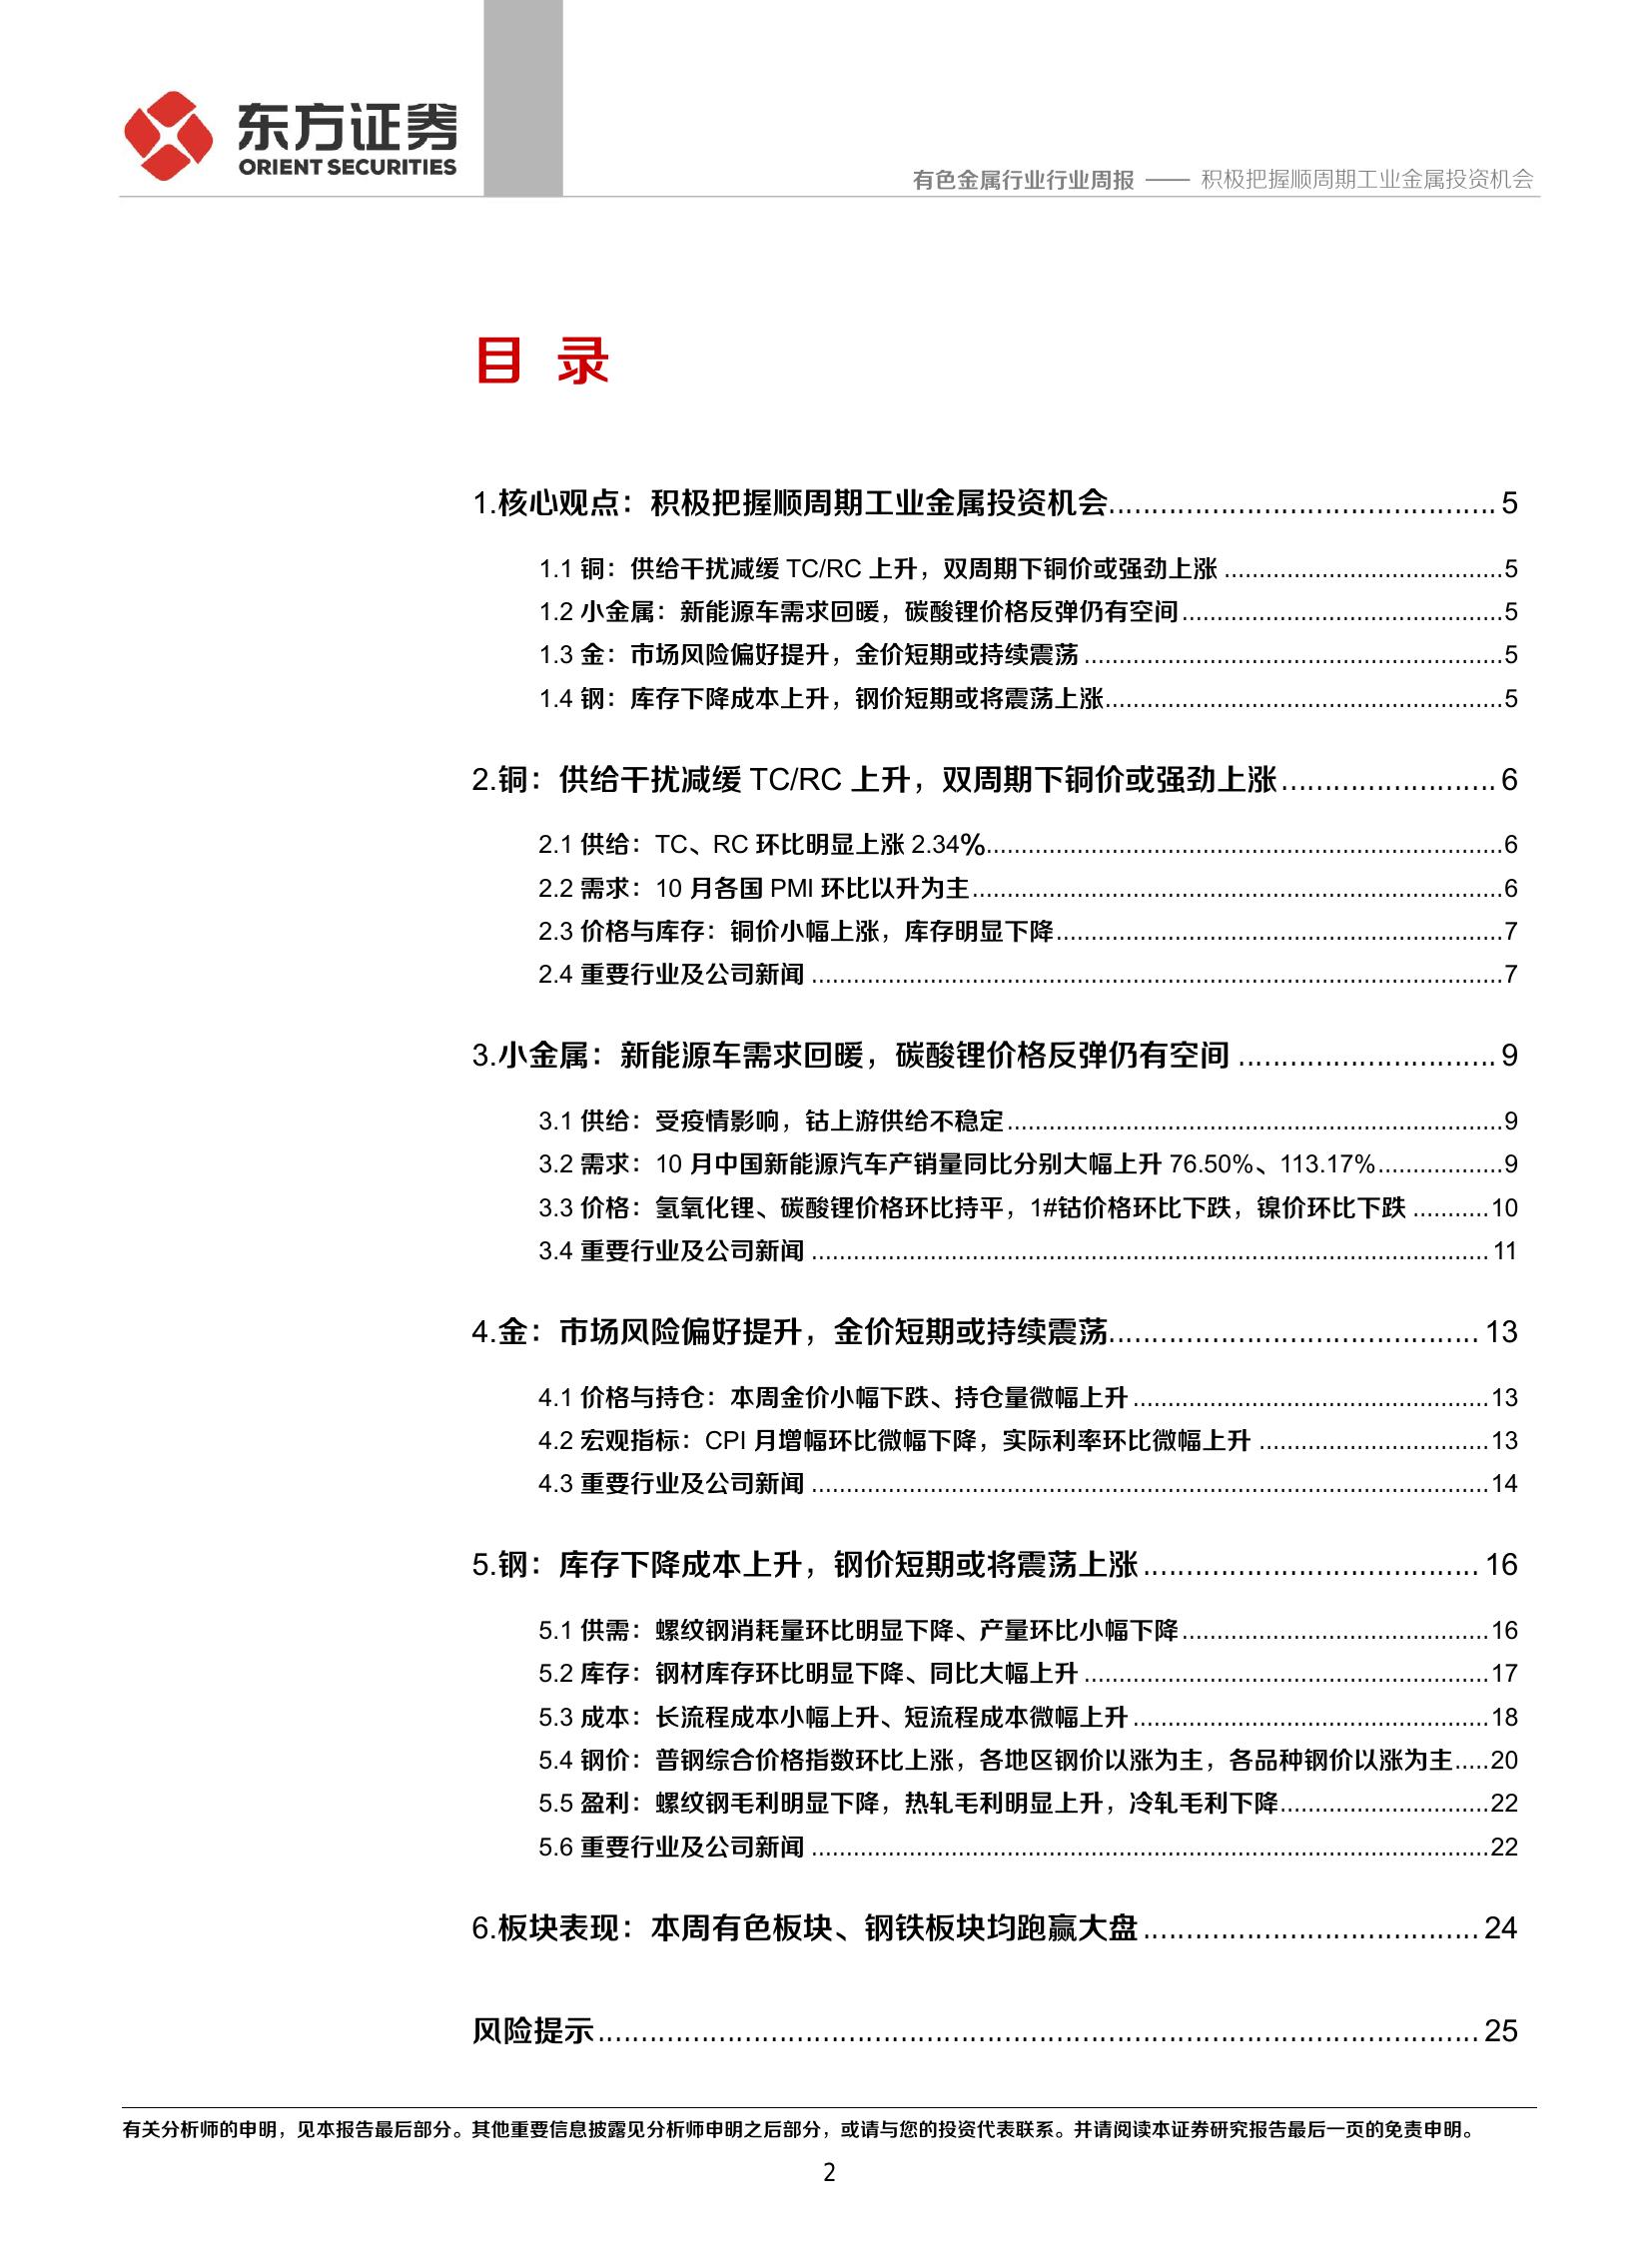 东方证券
ORIENT SECURITIES
有色金属行业行业周报 —— 积极把握顺周期工业金属投资机会
目 录
1.核心观点：积极把握顺周期工业金属投资机会............................................. 5
1.1 铜：供给干扰减缓 TC/RC 上升，双周期下铜价或强劲上涨 ........................................5
1.2 小金属：新能源车需求回暖，碳酸锂价格反弹仍有空间..............................................5
1.3 金：市场风险偏好提升，金价短期或持续震荡 ............................................................5
1.4 钢：库存下降成本上升，钢价短期或将震荡上涨.........................................................5
2.铜：供给干扰减缓 TC/RC 上升，双周期下铜价或强劲上涨......................... 6
2.1 供给：TC、RC 环比明显上涨 2.34%..........................................................................6
2.2 需求：10 月各国 PMI 环比以升为主............................................................................6
2.3 价格与库存：铜价小幅上涨，库存明显下降................................................................7
2.4 重要行业及公司新闻 ...................................................................................................7
3.小金属：新能源车需求回暖，碳酸锂价格反弹仍有空间 .............................. 9
3.1 供给：受疫情影响，钴上游供给不稳定.......................................................................9
3.2 需求：10 月中国新能源汽车产销量同比分别大幅上升 76.50%、113.17%..................9
3.3 价格：氢氧化锂、碳酸锂价格环比持平，1#钴价格环比下跌，镍价环比下跌 ...........10
3.4 重要行业及公司新闻 ................................................................................................. 11
4.金：市场风险偏好提升，金价短期或持续震荡........................................... 13
4.1 价格与持仓：本周金价小幅下跌、持仓量微幅上升 ...................................................13
4.2 宏观指标：CPI 月增幅环比微幅下降，实际利率环比微幅上升 .................................13
4.3 重要行业及公司新闻 .................................................................................................14
5.钢：库存下降成本上升，钢价短期或将震荡上涨 ....................................... 16
5.1 供需：螺纹钢消耗量环比明显下降、产量环比小幅下降............................................16
5.2 库存：钢材库存环比明显下降、同比大幅上升 ..........................................................17
5.3 成本：长流程成本小幅上升、短流程成本微幅上升 ...................................................18
5.4 钢价：普钢综合价格指数环比上涨，各地区钢价以涨为主，各品种钢价以涨为主.....20
5.5 盈利：螺纹钢毛利明显下降，热轧毛利明显上升，冷轧毛利下降..............................22
5.6 重要行业及公司新闻 .................................................................................................22
6.板块表现：本周有色板块、钢铁板块均跑赢大盘 ....................................... 24
风险提示....................................................................................................... 25
有关分析师的申明，见本报告最后部分。其他重要信息披露见分析师申明之后部分，或请与您的投资代表联系。并请阅读本证券研究报告最后一页的免责申明。
2